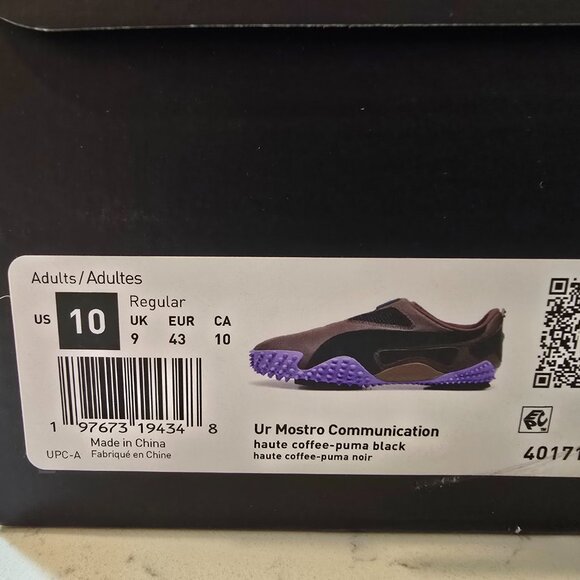 Adults/Adultes
Regular
US 10 UK EUR CA
9 43 10
1 97673 19434 8
Made in China
UPC-A Fabriqué en Chine
Ur Mostro Communication
haute coffee-puma black
haute coffee-puma noir
40171